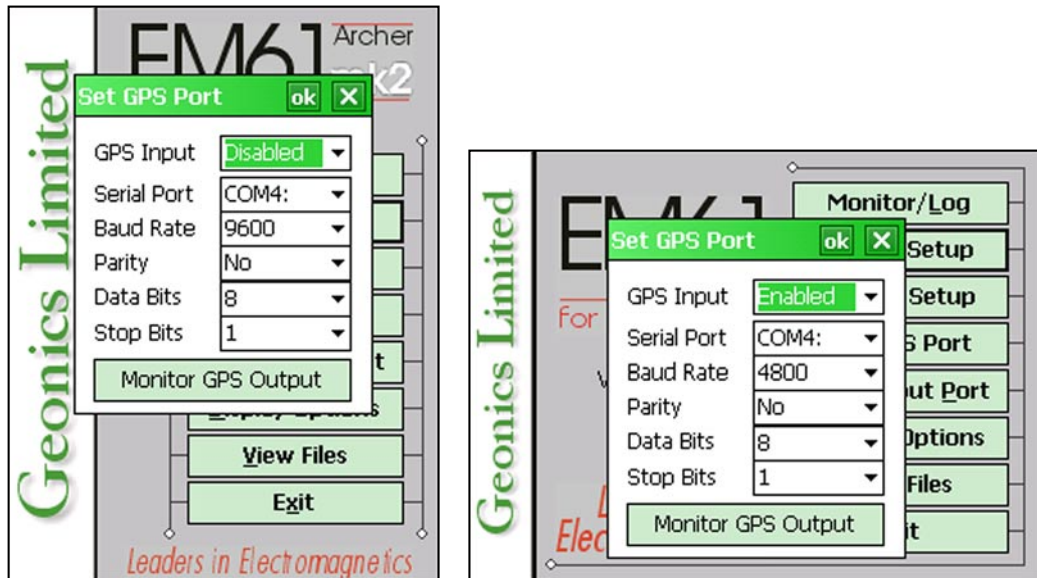 Geonics Limited
EM61 Archer
mk2
Set GPS Port ok X
GPS Input Disabled
Serial Port COM4:
Baud Rate 9600
Parity No
Data Bits 8
Stop Bits 1
Monitor GPS Output
View Files
Exit
Leaders in Electromagnetics
Geonics Limited
Monitor/Log
Set GPS Port ok X
Setup
GPS Input Enabled
Setup
for
Serial Port COM4:
Port
Baud Rate 4800
Port
Parity No
Options
Data Bits 8
Files
Stop Bits 1
Monitor GPS Output